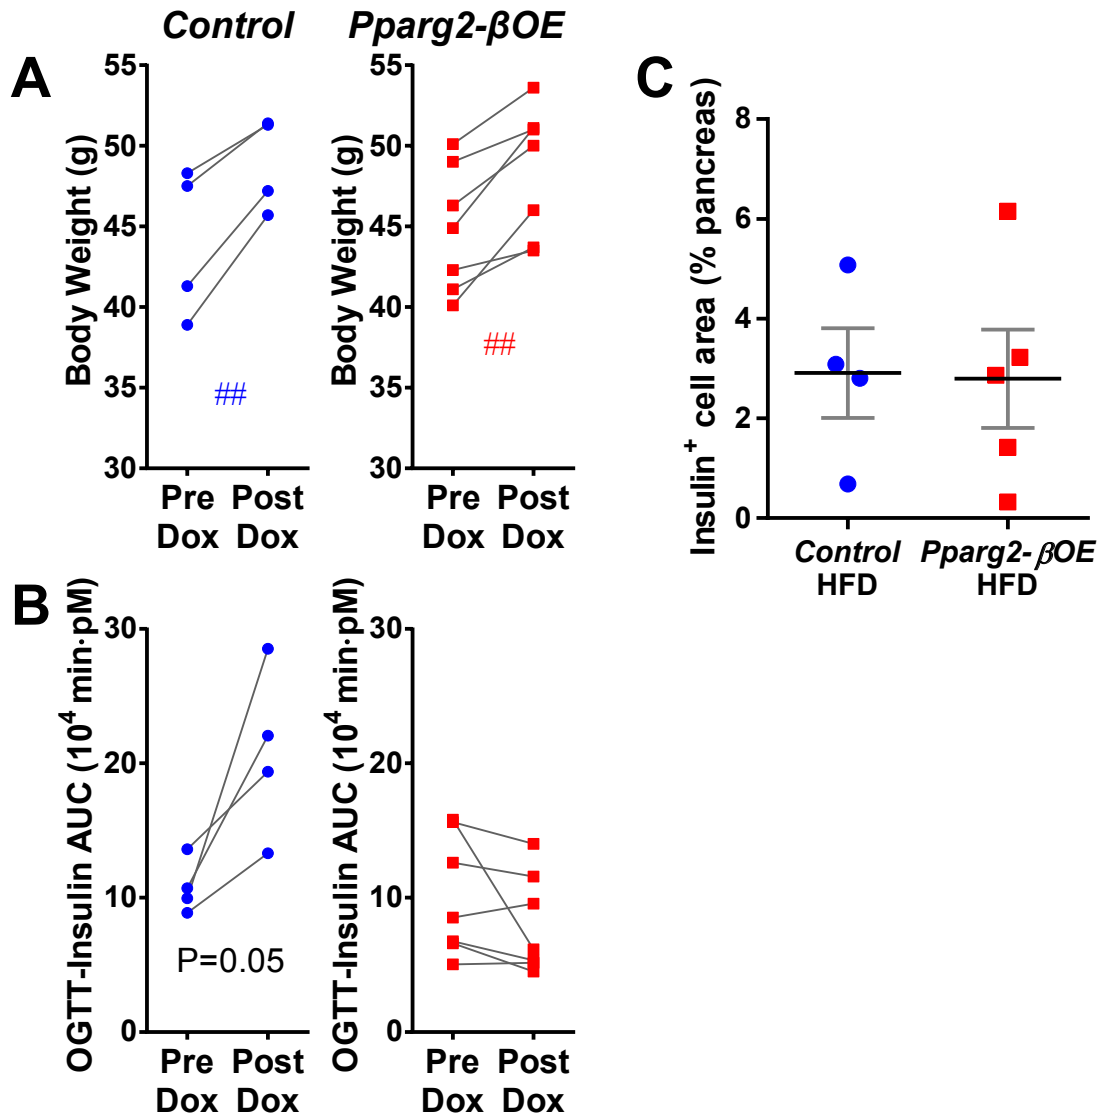 Control
Pparg2-βOE
A
Body Weight (g)
55
50
45
40
35
30
##
Pre Post
Dox Dox
Body Weight (g)
55
50
45
40
35
30
##
Pre Post
Dox Dox
C
Insulin+ cell area (% pancreas)
8
6
4
2
0
Control
HFD
Pparg2-βOE
HFD
B
OGTT-Insulin AUC (10⁴ min·pM)
30
20
10
0
P=0.05
Pre Post
Dox Dox
OGTT-Insulin AUC (10⁴ min·pM)
30
20
10
0
Pre Post
Dox Dox